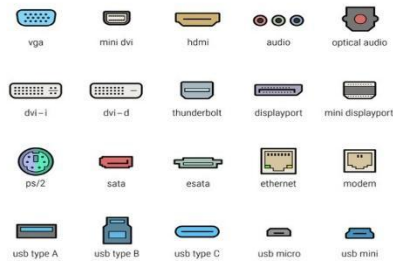 vga mini dvi hdmi audio optical audio
dvi-i dvi-d thunderbolt displayport mini displayport
ps/2 sata esata ethernet modem
usb type A usb type B usb type C usb micro usb mini